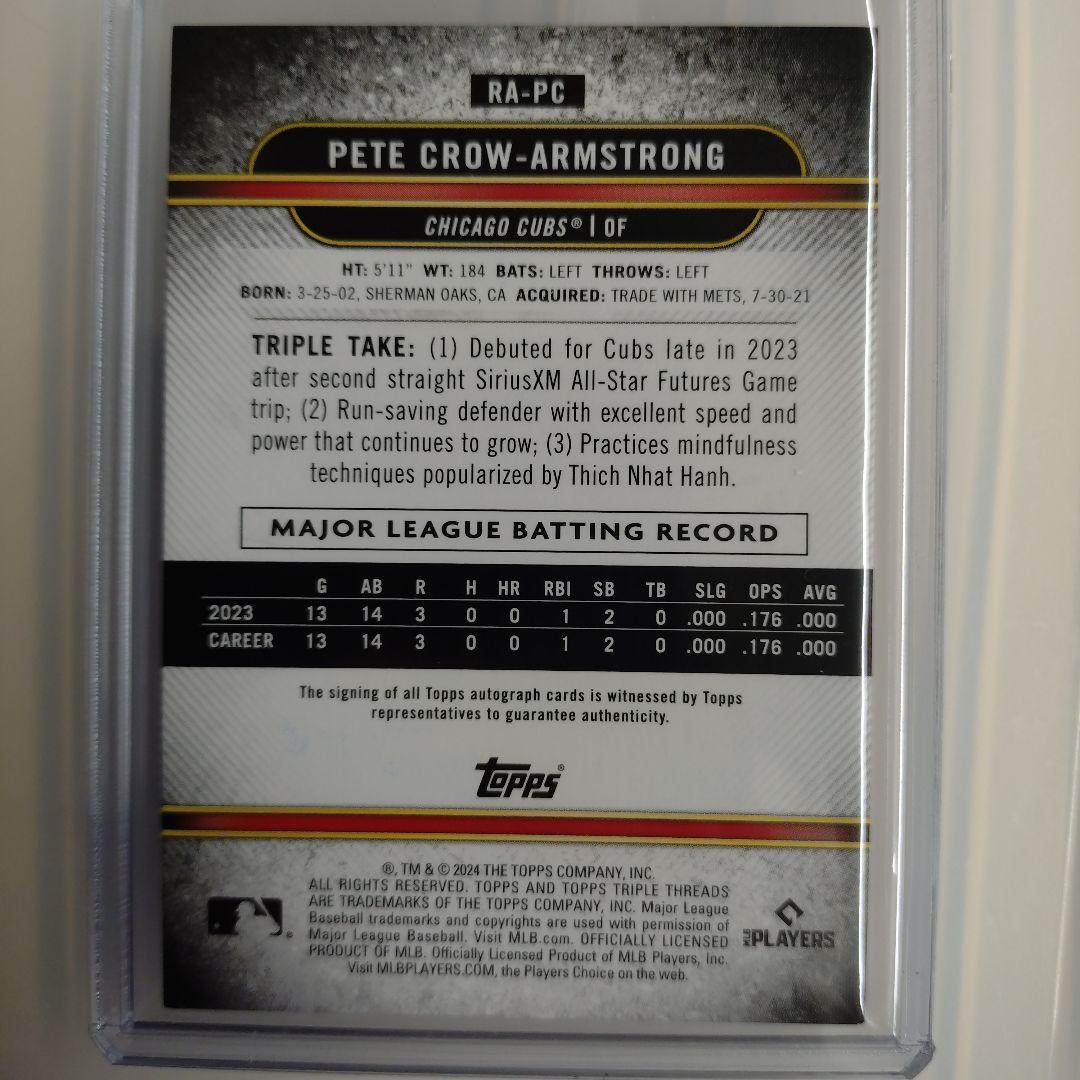 RA-PC
PETE CROW-ARMSTRONG
CHICAGO CUBS® | OF
HT: 5'11" WT: 184 BATS: LEFT THROWS: LEFT
BORN: 3-25-02, SHERMAN OAKS, CA ACQUIRED: TRADE WITH METS, 7-30-21
TRIPLE TAKE: (1) Debuted for Cubs late in 2023
after second straight SiriusXM All-Star Futures Game
trip; (2) Run-saving defender with excellent speed and
power that continues to grow; (3) Practices mindfulness
techniques popularized by Thich Nhat Hanh.
MAJOR LEAGUE BATTING RECORD
G AB R H HR RBI SB TB SLG OPS AVG
2023 13 14 3 0 0 1 2 0 .000 .176 .000
CAREER 13 14 3 0 0 1 2 0 .000 .176 .000
The signing of all Topps autograph cards is witnessed by Topps
representatives to guarantee authenticity.
Topps®
®, TM & © 2024 THE TOPPS COMPANY, INC.
ALL RIGHTS RESERVED. TOPPS AND TOPPS TRIPLE THREADS
ARE TRADEMARKS OF THE TOPPS COMPANY, INC. Major League
Baseball trademarks and copyrights are used with permission of
Major League Baseball. Visit MLB.com. OFFICIALLY LICENSED
PRODUCT OF MLB. Officially Licensed Product of MLB Players, Inc.
Visit MLBPLAYERS.COM, the Players Choice on the web.
MLB PLAYERS